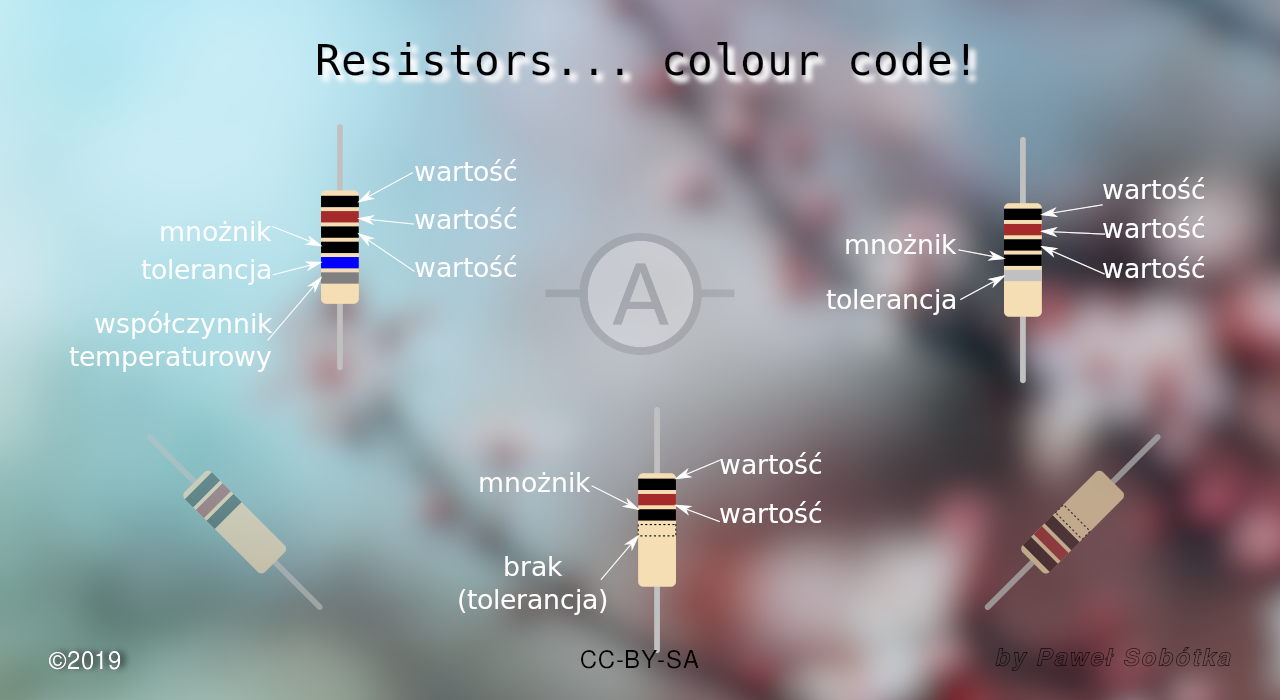 Resistors... colour code!
wartość
wartość
wartość
mnożnik
tolerancja
współczynnik
temperaturowy
A
wartość
wartość
wartość
mnożnik
tolerancja
wartość
wartość
mnożnik
brak
(tolerancja)
©2019
CC-BY-SA
by Paweł Sobótka